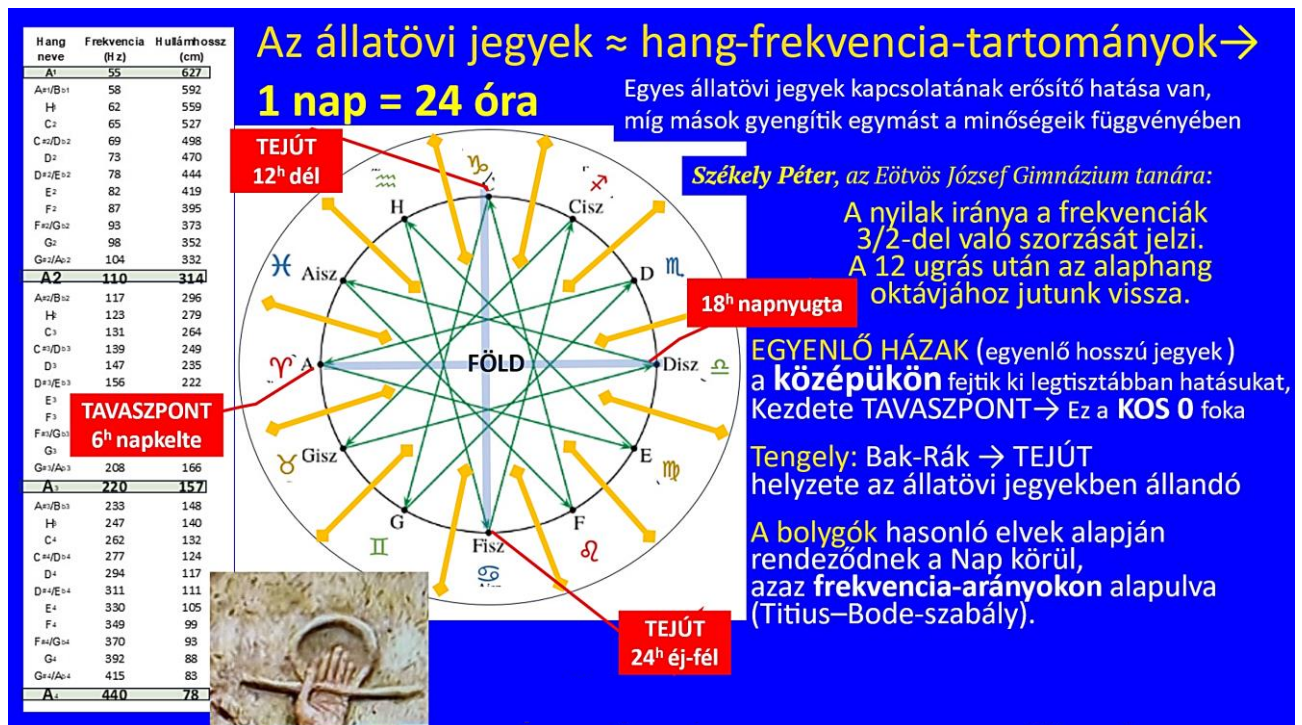 Hang neve Frekvencia (Hz) Hullámhossz (cm)
A1 55 627
A#1/Bb1 58 592
H1 62 559
C2 65 527
C#2/Db2 69 498
D2 73 470
D#2/Eb2 78 444
E2 82 419
F2 87 395
F#2/Gb2 93 373
G2 98 352
G#2/Ab2 104 332
A2 110 314
A#2/Bb2 117 296
H2 123 279
C3 131 264
C#3/Db3 139 249
D3 147 235
D#3/Eb3 156 222
E3
F3
F#3/Gb3
G3
G#3/Ab3 208 166
A3 220 157
A#3/Bb3 233 148
H3 247 140
C4 262 132
C#4/Db4 277 124
D4 294 117
D#4/Eb4 311 111
E4 330 105
F4 349 99
F#4/Gb4 370 93
G4 392 88
G#4/Ab4 415 83
A4 440 78
Az állatövi jegyek ≈ hang-frekvencia-tartományok→
1 nap = 24 óra
Egyes állatövi jegyek kapcsolatának erősítő hatása van,
míg mások gyengítik egymást a minőségeik függvényében
TEJÚT
12h dél
♑
♐
♏
♎
♍
♌
♋
♊
♉
♈
♓
♒
C
Cisz
D
Disz
E
F
Fisz
G
Gisz
A
Aisz
H
FÖLD
18h napnyugta
TAVASZPONT
6h napkelte
TEJÚT
24h éj-fél
Székely Péter, az Eötvös József Gimnázium tanára:
A nyilak iránya a frekvenciák
3/2-del való szorzását jelzi.
A 12 ugrás után az alaphang
oktávjához jutunk vissza.
EGYENLŐ HÁZAK (egyenlő hosszú jegyek)
a középükön fejtik ki legtisztábban hatásukat,
Kezdete TAVASZPONT→ Ez a KOS 0 foka
Tengely: Bak-Rák → TEJÚT
helyzete az állatövi jegyekben állandó
A bolygók hasonló elvek alapján
rendeződnek a Nap körül,
azaz frekvencia-arányokon alapulva
(Titius–Bode-szabály).